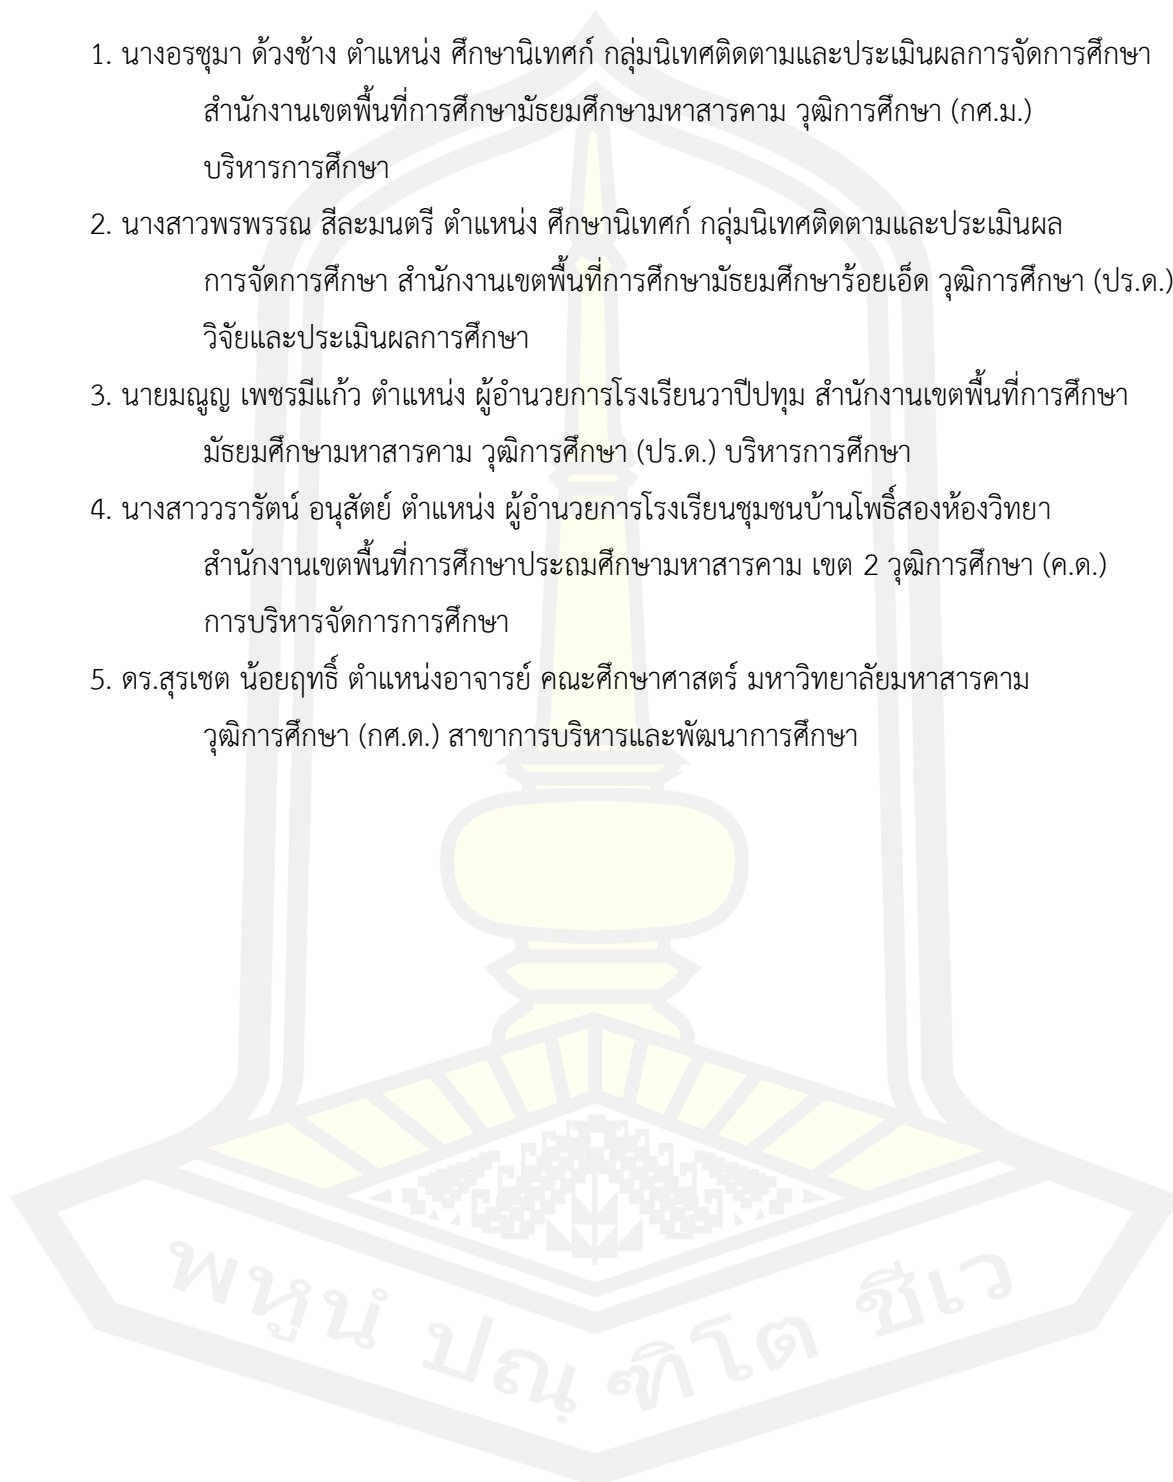 1. นางอรชุมา ด้วงช้าง ตำแหน่ง ศึกษานิเทศก์ กลุ่มนิเทศติดตามและประเมินผลการจัดการศึกษา
สำนักงานเขตพื้นที่การศึกษามัธยมศึกษามหาสารคาม วุฒิการศึกษา (กศ.ม.)
บริหารการศึกษา
2. นางสาวพรพรรณ สีละมนตรี ตำแหน่ง ศึกษานิเทศก์ กลุ่มนิเทศติดตามและประเมินผล
การจัดการศึกษา สำนักงานเขตพื้นที่การศึกษามัธยมศึกษาร้อยเอ็ด วุฒิการศึกษา (ปร.ด.)
วิจัยและประเมินผลการศึกษา
3. นายมณูญ เพชรมีแก้ว ตำแหน่ง ผู้อำนวยการโรงเรียนวาปีปทุม สำนักงานเขตพื้นที่การศึกษา
มัธยมศึกษามหาสารคาม วุฒิการศึกษา (ปร.ด.) บริหารการศึกษา
4. นางสาววรารัตน์ อนุสัตย์ ตำแหน่ง ผู้อำนวยการโรงเรียนชุมชนบ้านโพธิ์สองห้องวิทยา
สำนักงานเขตพื้นที่การศึกษาประถมศึกษามหาสารคาม เขต 2 วุฒิการศึกษา (ค.ด.)
การบริหารจัดการการศึกษา
5. ดร.สุรเชต น้อยฤทธิ์ ตำแหน่งอาจารย์ คณะศึกษาศาสตร์ มหาวิทยาลัยมหาสารคาม
วุฒิการศึกษา (กศ.ด.) สาขาการบริหารและพัฒนาการศึกษา
พหูนํ ปณฺฑิโต ชีเว